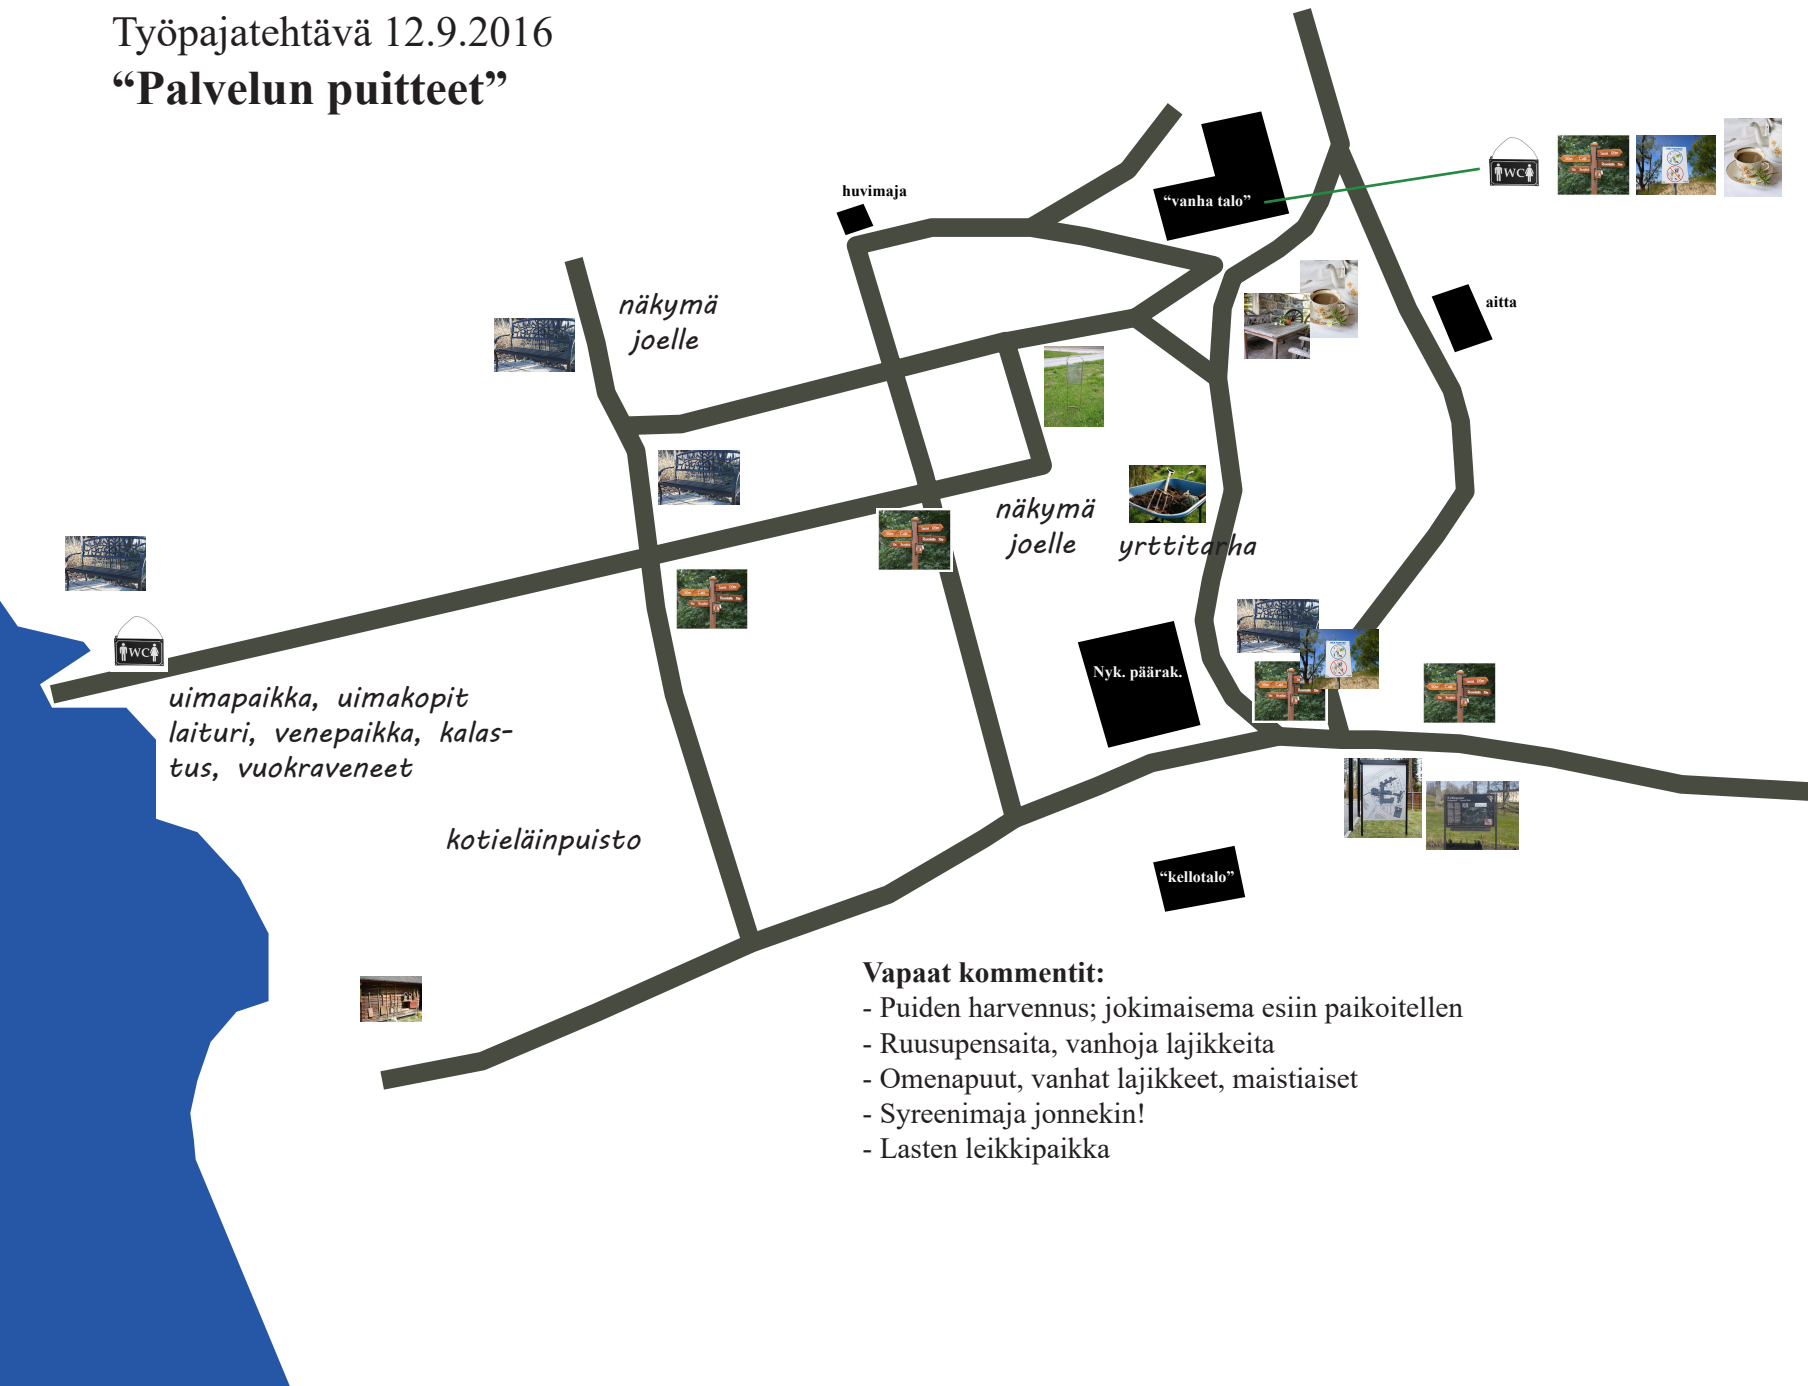 Työpajatehtävä 12.9.2016
“Palvelun puitteet”
huvimaja
“vanha talo”
WC
aitta
näkymä
joelle
näkymä
joelle
yrttitarha
WC
Nyk. päärak.
uimapaikka, uimakopit
laituri, venepaikka, kalas-
tus, vuokraveneet
kotieläinpuisto
“kellotalo”
Vapaat kommentit:
- Puiden harvennus; jokimaisema esiin paikoitellen
- Ruusupensaita, vanhoja lajikkeita
- Omenapuut, vanhat lajikkeet, maistiaiset
- Syreenimaja jonnekin!
- Lasten leikkipaikka